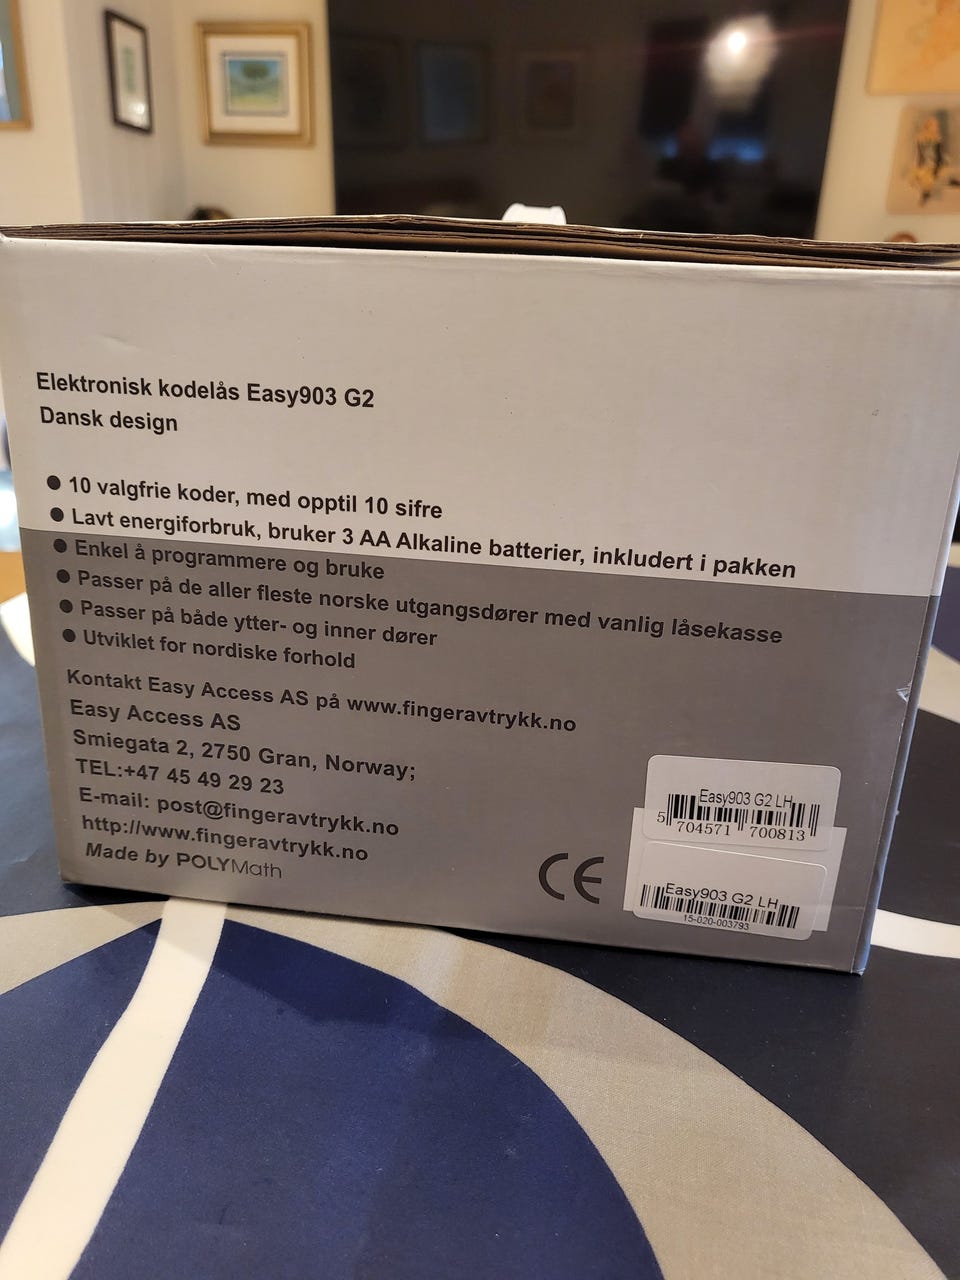 Elektronisk kodelås Easy903 G2
Dansk design
● 10 valgfrie koder, med opptil 10 sifre
● Lavt energiforbruk, bruker 3 AA Alkaline batterier, inkludert i pakken
● Enkel å programmere og bruke
● Passer på de aller fleste norske utgangsdører med vanlig låsekasse
● Passer på både ytter- og inner dører
● Utviklet for nordiske forhold
Kontakt Easy Access AS på www.fingeravtrykk.no
Easy Access AS
Smiegata 2, 2750 Gran, Norway;
TEL:+47 45 49 29 23
E-mail: post@fingeravtrykk.no
http://www.fingeravtrykk.no
Made by POLYMath
CE
Easy903 G2 LH
5 704571 700813
Easy903 G2 LH
15-020-003793